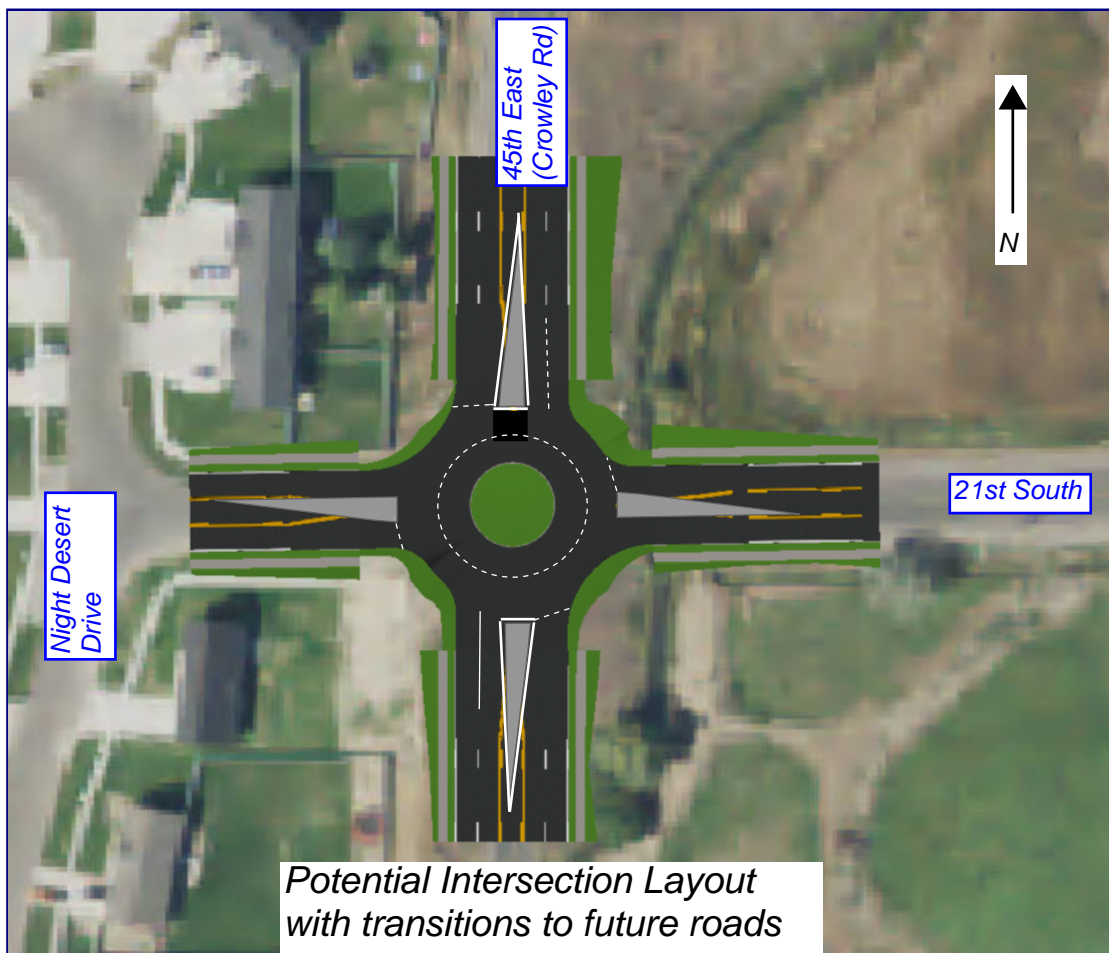 45th East
(Crowley Rd)
N
21st South
Night Desert
Drive
Potential Intersection Layout
with transitions to future roads